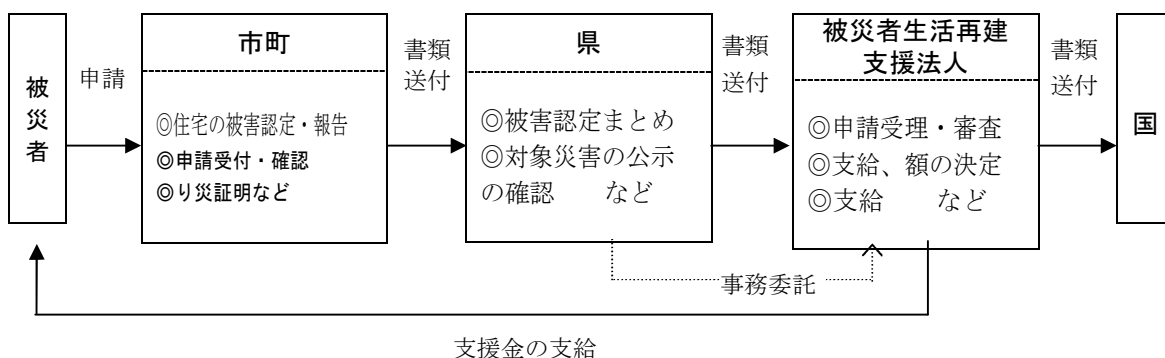 被
災
者
申請
市町
◎住宅の被害認定・報告
◎申請受付・確認
◎り災証明など
書類
送付
県
◎被害認定まとめ
◎対象災害の公示
の確認　　など
書類
送付
被災者生活再建
支援法人
◎申請受理・審査
◎支給、額の決定
◎支給　　など
書類
送付
国
事務委託
支援金の支給